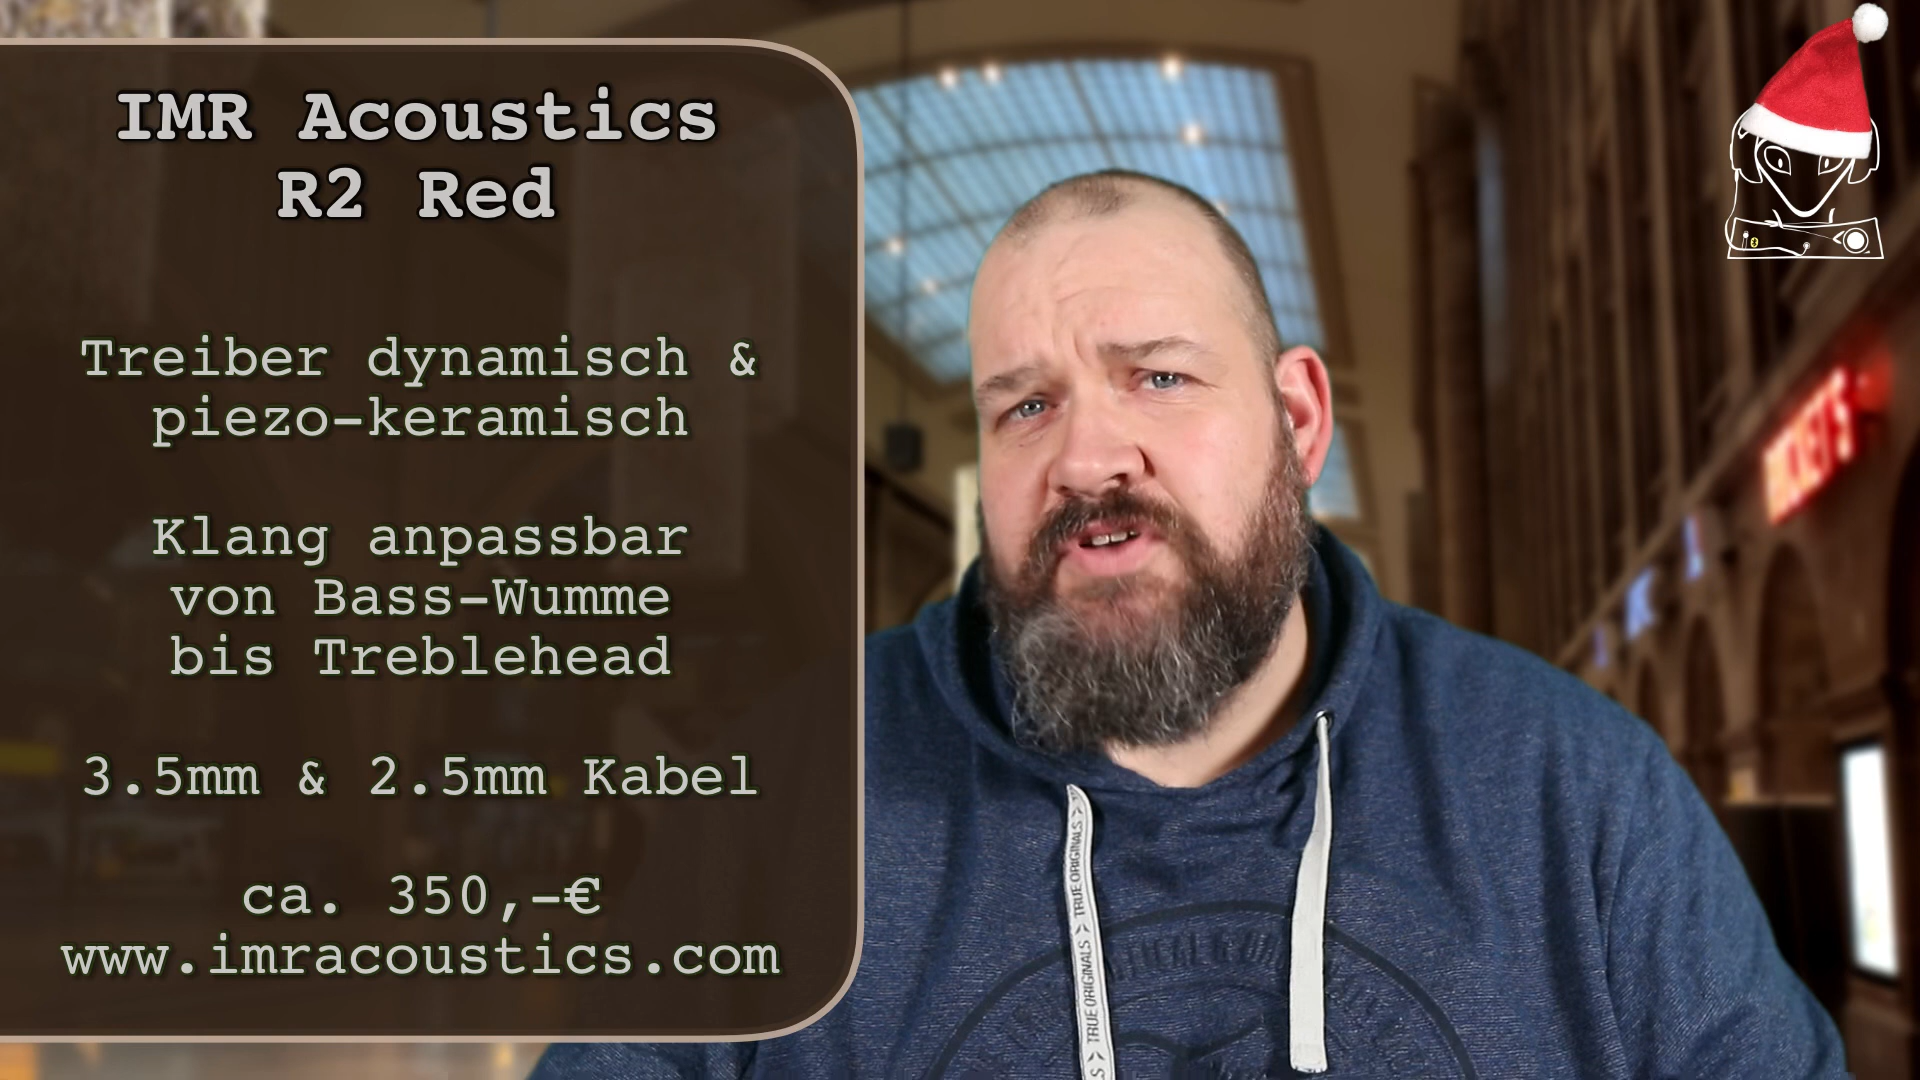 IMR Acoustics
R2 Red
Treiber dynamisch &
piezo-keramisch
Klang anpassbar
von Bass-Wumme
bis Treblehead
3.5mm & 2.5mm Kabel
ca. 350,-€
www.imracoustics.com
TRUE ORIGINALS
TRUE ORIGINALS